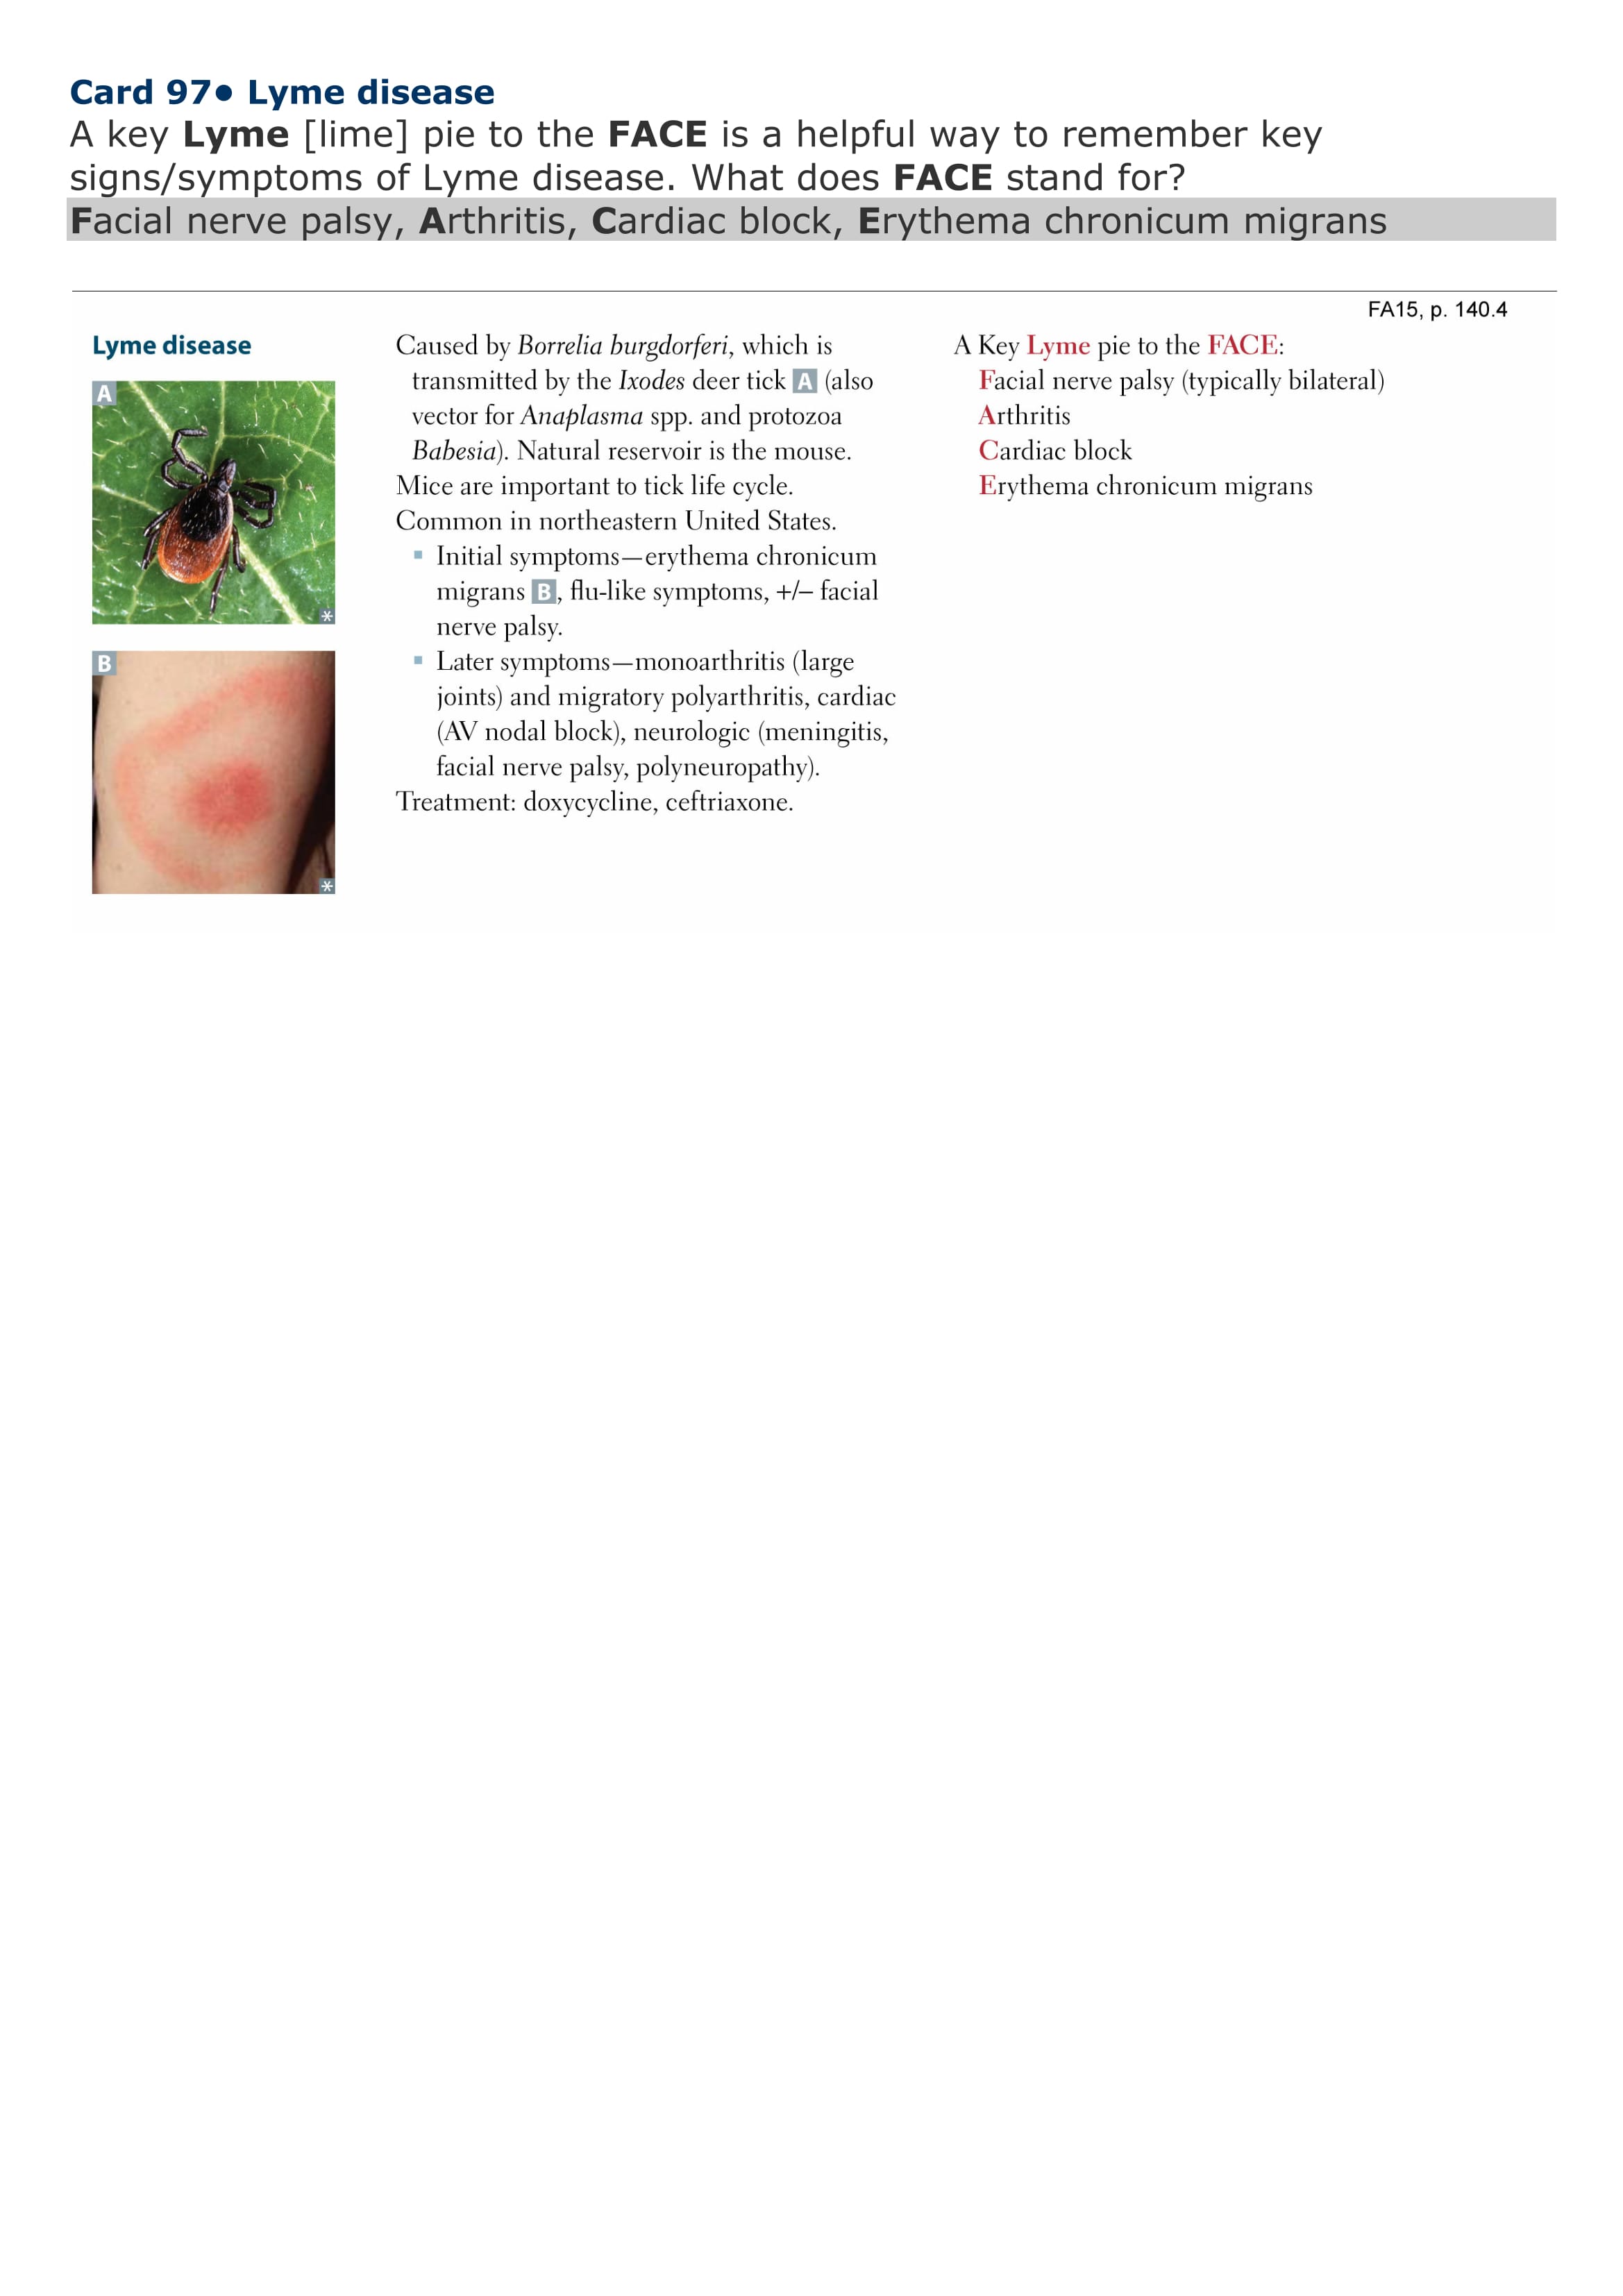 Card 97● Lyme disease
A key Lyme [lime] pie to the FACE is a helpful way to remember key
signs/symptoms of Lyme disease. What does FACE stand for?
Facial nerve palsy, Arthritis, Cardiac block, Erythema chronicum migrans
FA15, p. 140.4
Lyme disease
A
*
B
*
Caused by Borrelia burgdorferi, which is
transmitted by the Ixodes deer tick A (also
vector for Anaplasma spp. and protozoa
Babesia). Natural reservoir is the mouse.
Mice are important to tick life cycle.
Common in northeastern United States.
▪ Initial symptoms—erythema chronicum
migrans B, flu-like symptoms, +/– facial
nerve palsy.
▪ Later symptoms—monoarthritis (large
joints) and migratory polyarthritis, cardiac
(AV nodal block), neurologic (meningitis,
facial nerve palsy, polyneuropathy).
Treatment: doxycycline, ceftriaxone.
A Key Lyme pie to the FACE:
Facial nerve palsy (typically bilateral)
Arthritis
Cardiac block
Erythema chronicum migrans